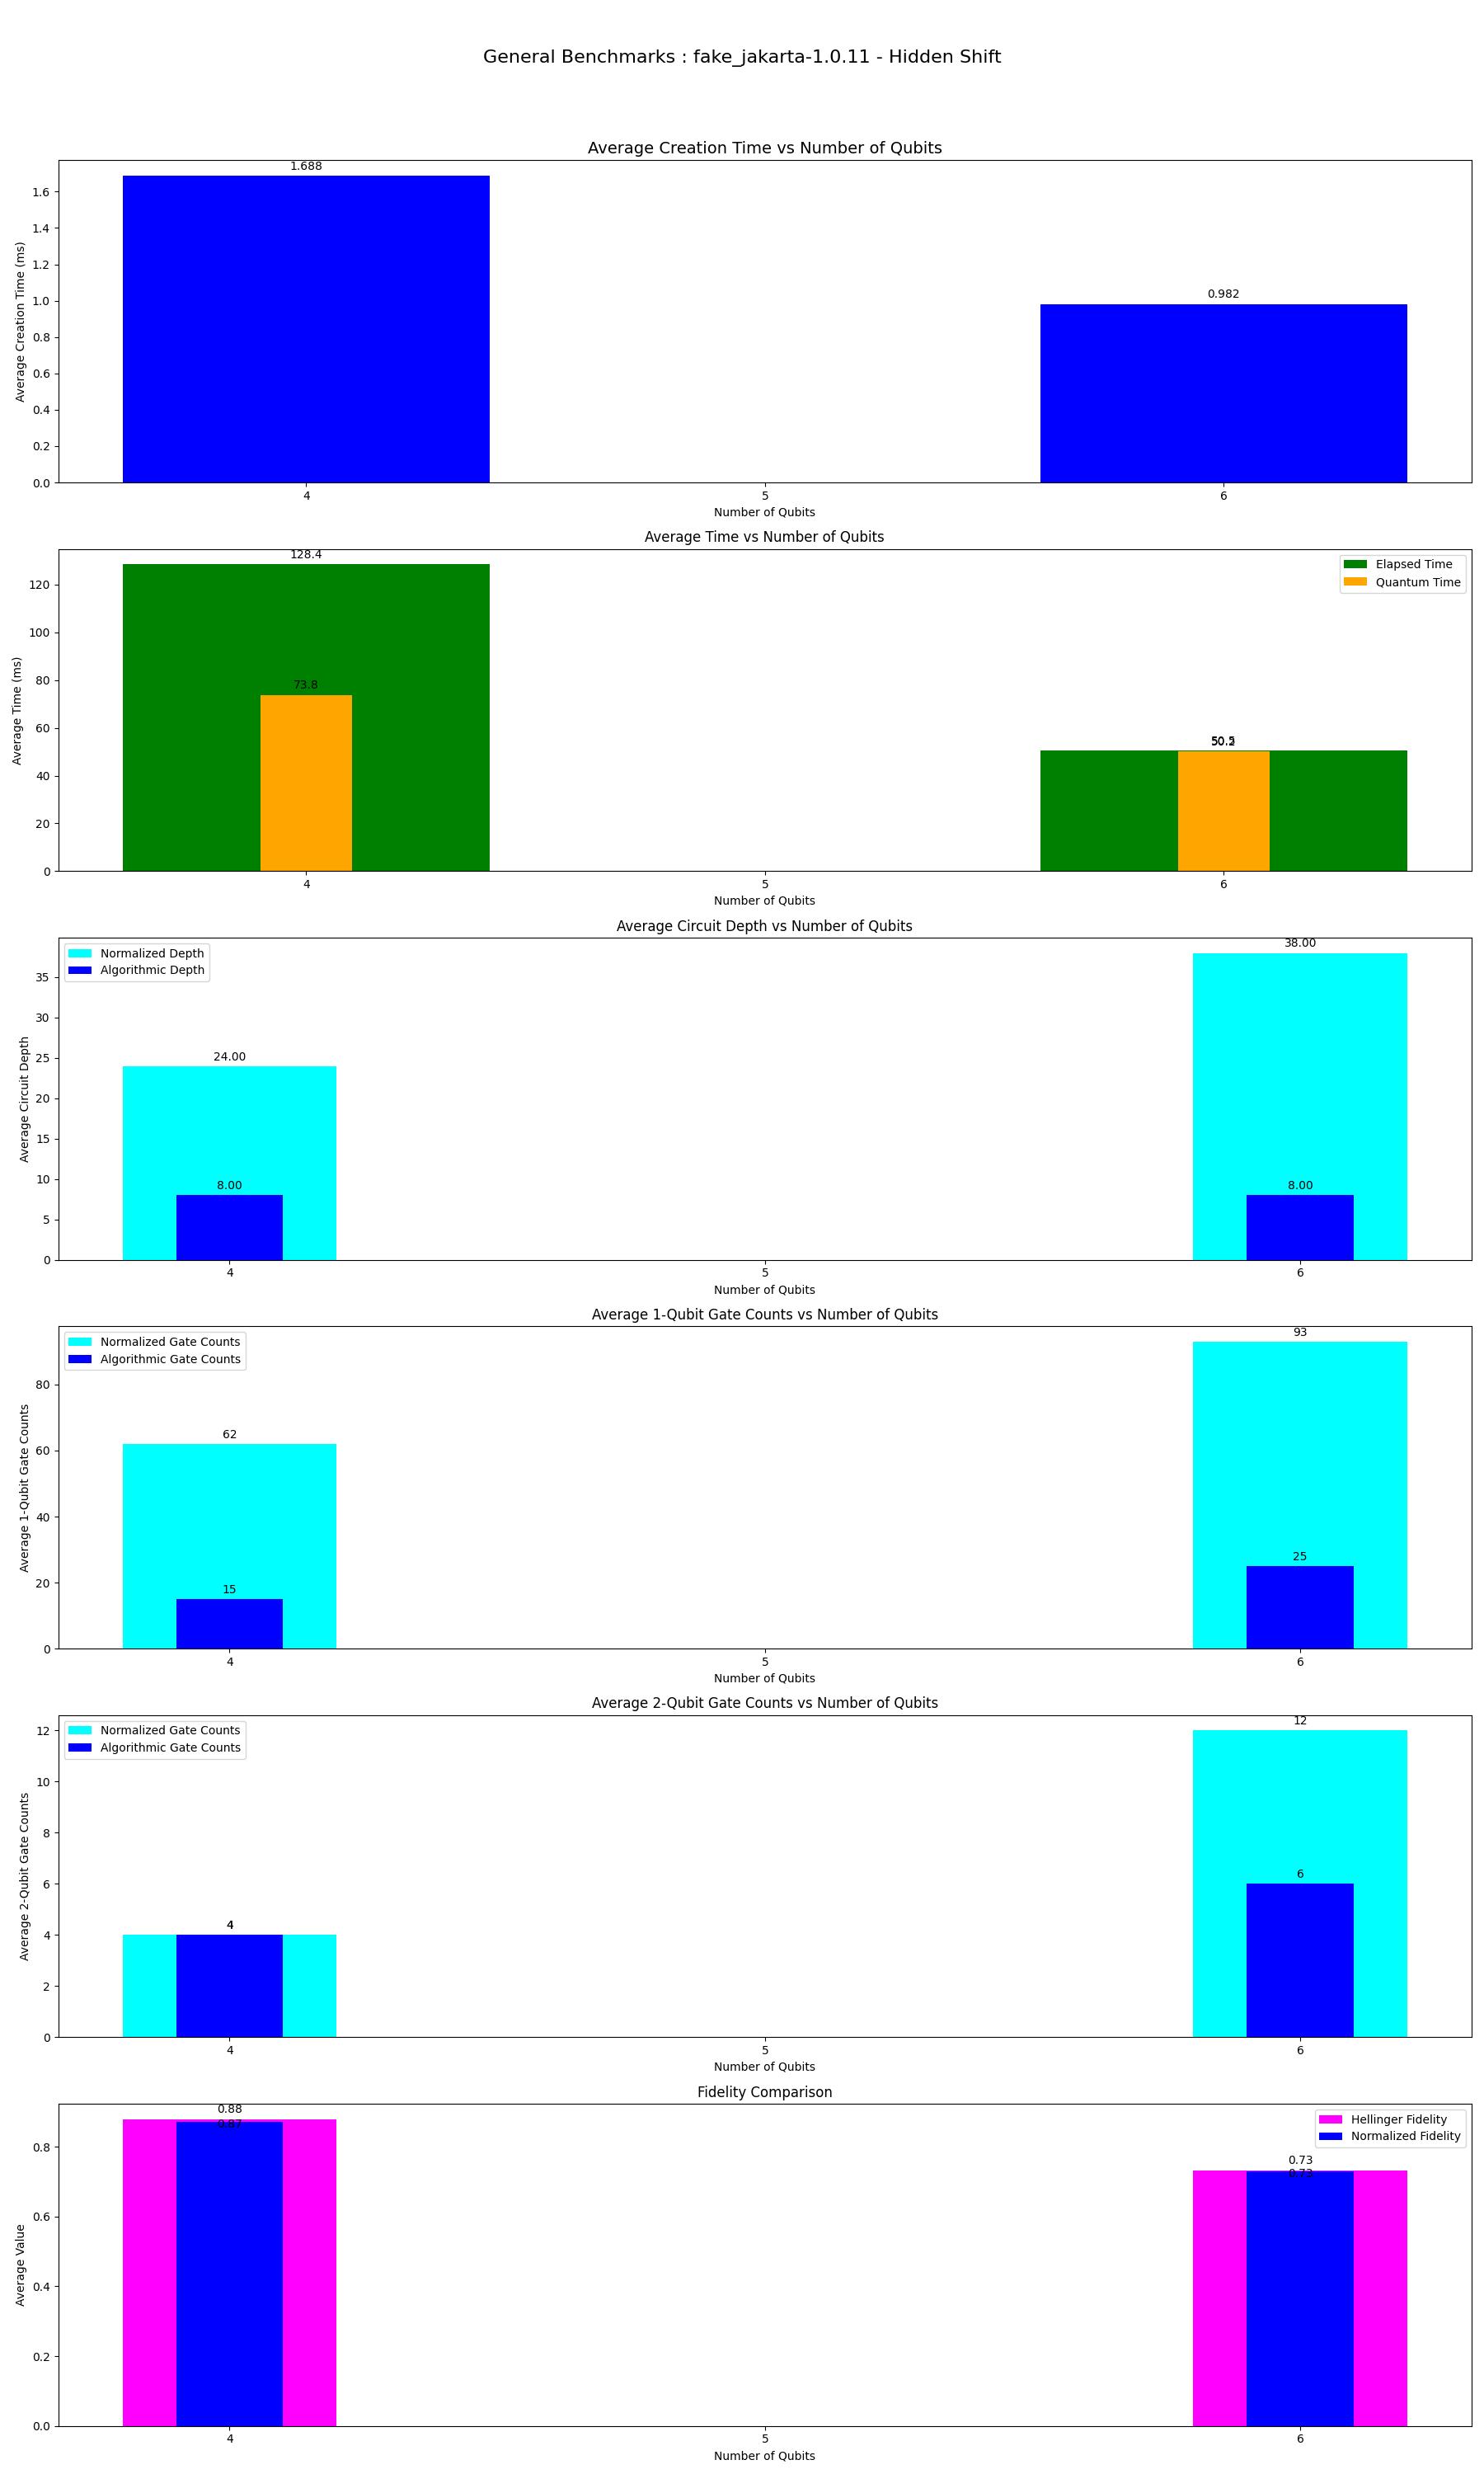 General Benchmarks : fake_jakarta-1.0.11 - Hidden Shift
Average Creation Time vs Number of Qubits
Average Creation Time (ms)
1.6
1.4
1.2
1.0
0.8
0.6
0.4
0.2
0.0
1.688
0.982
4
5
6
Number of Qubits
Average Time vs Number of Qubits
Average Time (ms)
120
100
80
60
40
20
0
128.4
73.8
50.5
Elapsed Time
Quantum Time
4
5
6
Number of Qubits
Average Circuit Depth vs Number of Qubits
Average Circuit Depth
35
30
25
20
15
10
5
0
Normalized Depth
Algorithmic Depth
24.00
8.00
38.00
8.00
4
5
6
Number of Qubits
Average 1-Qubit Gate Counts vs Number of Qubits
Average 1-Qubit Gate Counts
80
60
40
20
0
Normalized Gate Counts
Algorithmic Gate Counts
62
15
93
25
4
5
6
Number of Qubits
Average 2-Qubit Gate Counts vs Number of Qubits
Average 2-Qubit Gate Counts
12
10
8
6
4
2
0
Normalized Gate Counts
Algorithmic Gate Counts
4
12
6
4
5
6
Number of Qubits
Fidelity Comparison
Average Value
0.8
0.6
0.4
0.2
0.0
0.88
0.87
0.73
0.73
Hellinger Fidelity
Normalized Fidelity
4
5
6
Number of Qubits